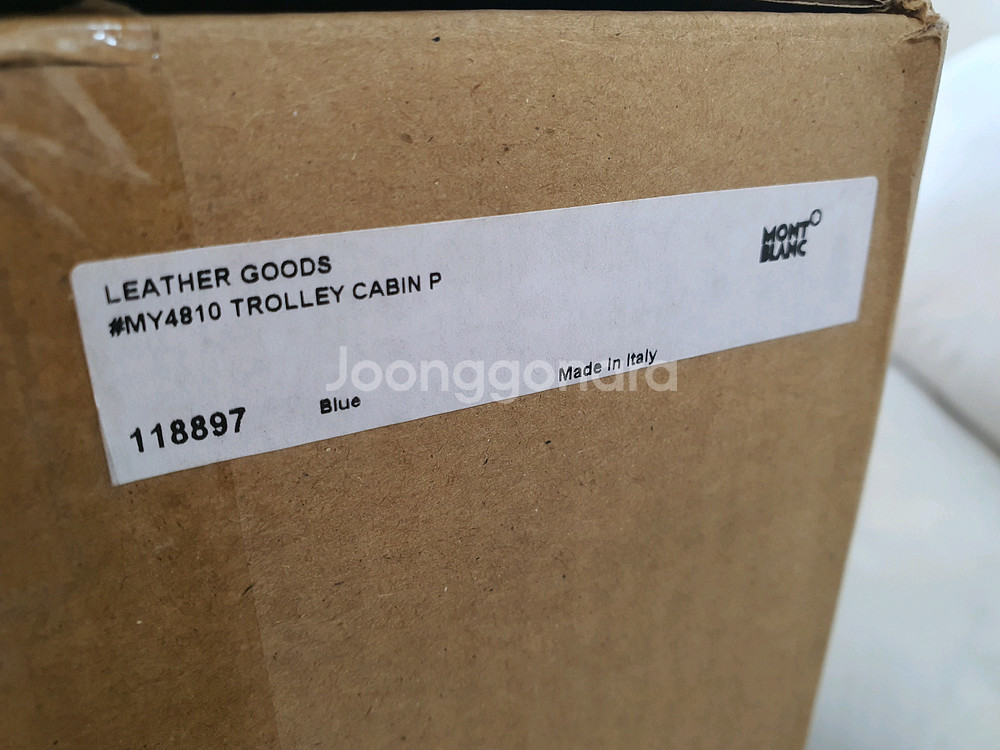 LEATHER GOODS
#MY4810 TROLLEY CABIN P
MONT
BLANC
Joonggonara
118897 Blue Made in Italy